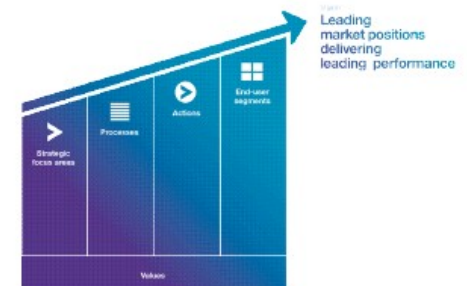 Leading
market positions
delivering
leading performance
End-user
segments
Actions
Processes
Strategic
focus areas
Values